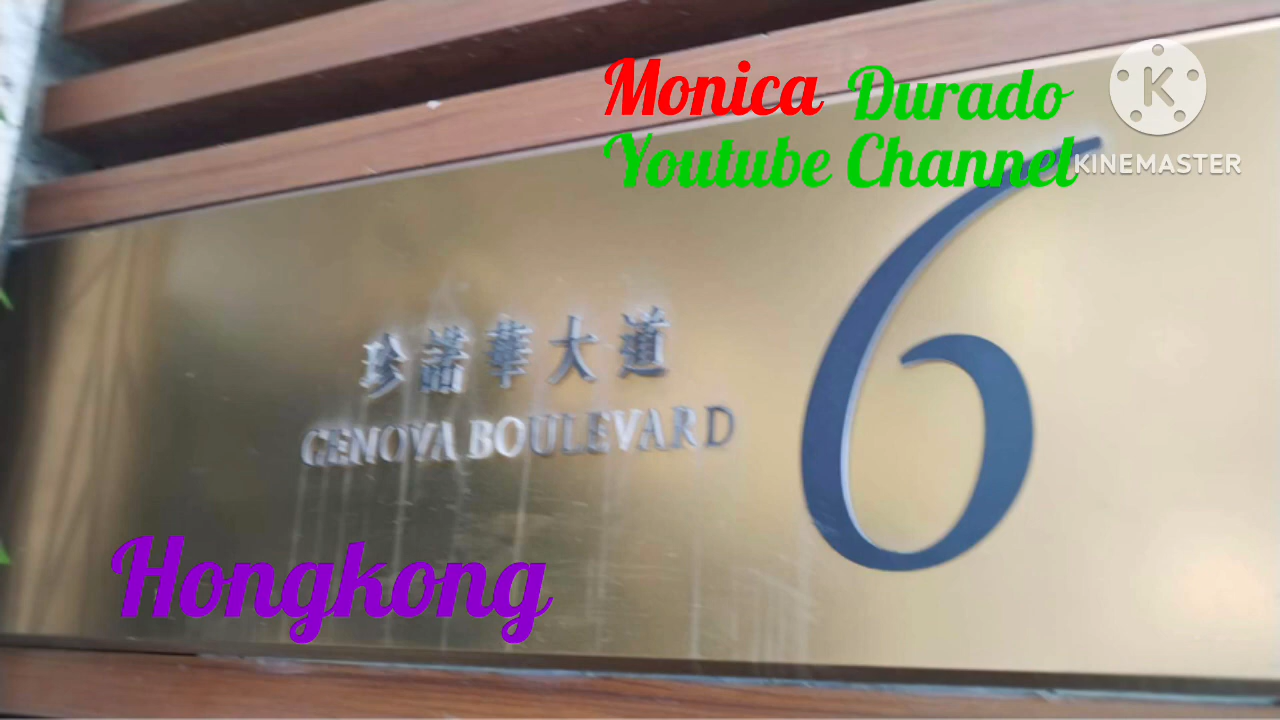 Monica Durado
Youtube Channel
K
KINEMASTER
6
珍諾華大道
GENOVA BOULEVARD
Hongkong